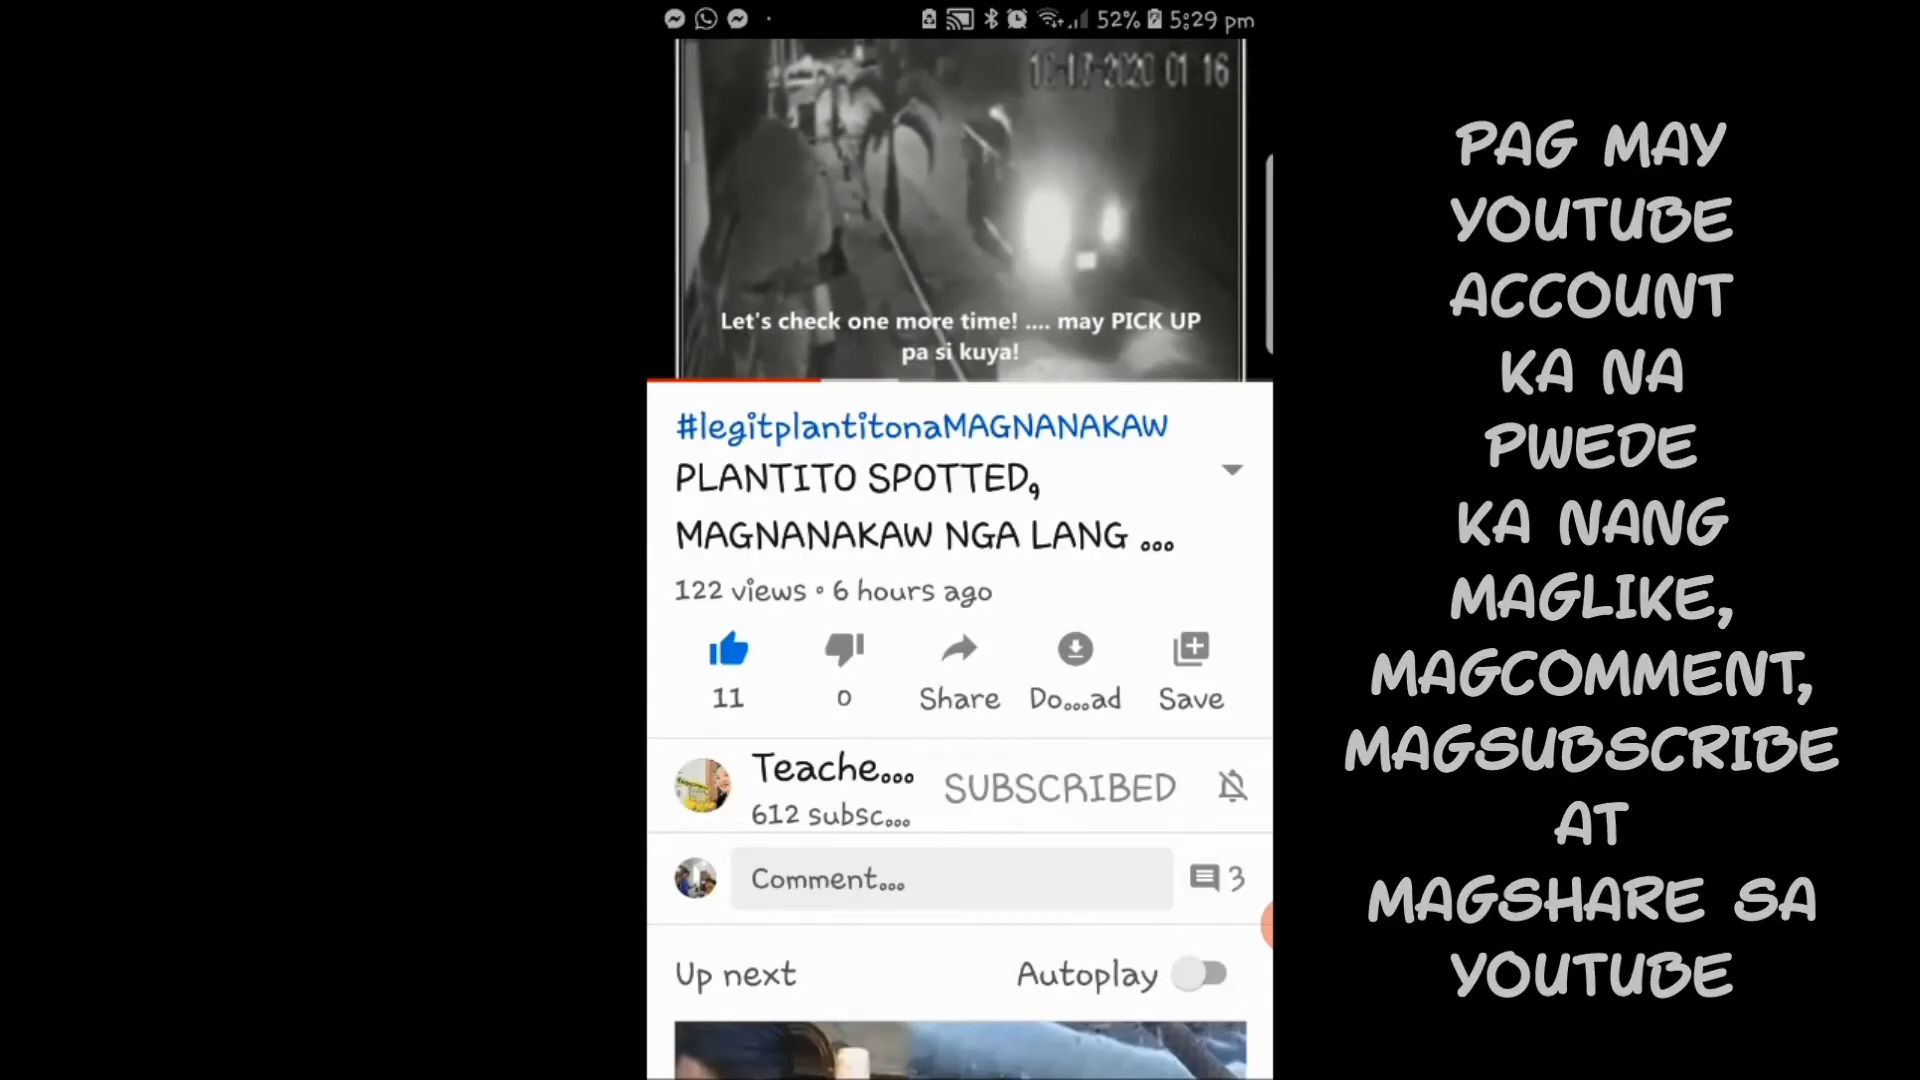 52% 5:29 pm
10-17-2020 01:16
Let's check one more time! .... may PICK UP
pa si kuya!
#legitplantitonaMAGNANAKAW
PLANTITO SPOTTED,
MAGNANAKAW NGA LANG ...
122 views • 6 hours ago
11
0
Share
Do...ad
Save
Teache...
SUBSCRIBED
612 subsc...
Comment...
3
Up next
Autoplay
PAG MAY
YOUTUBE
ACCOUNT
KA NA
PWEDE
KA NANG
MAGLIKE,
MAGCOMMENT,
MAGSUBSCRIBE
AT
MAGSHARE SA
YOUTUBE